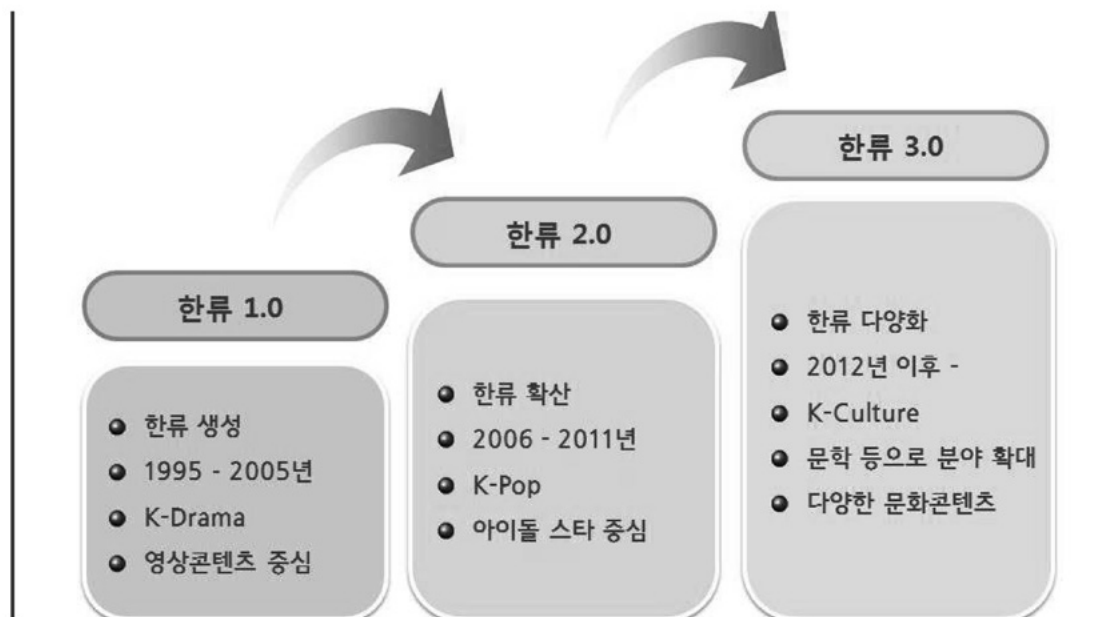 한류 1.0
한류 생성
1995 - 2005년
K-Drama
영상콘텐츠 중심
한류 2.0
한류 확산
2006 - 2011년
K-Pop
아이돌 스타 중심
한류 3.0
한류 다양화
2012년 이후 -
K-Culture
문학 등으로 분야 확대
다양한 문화콘텐츠